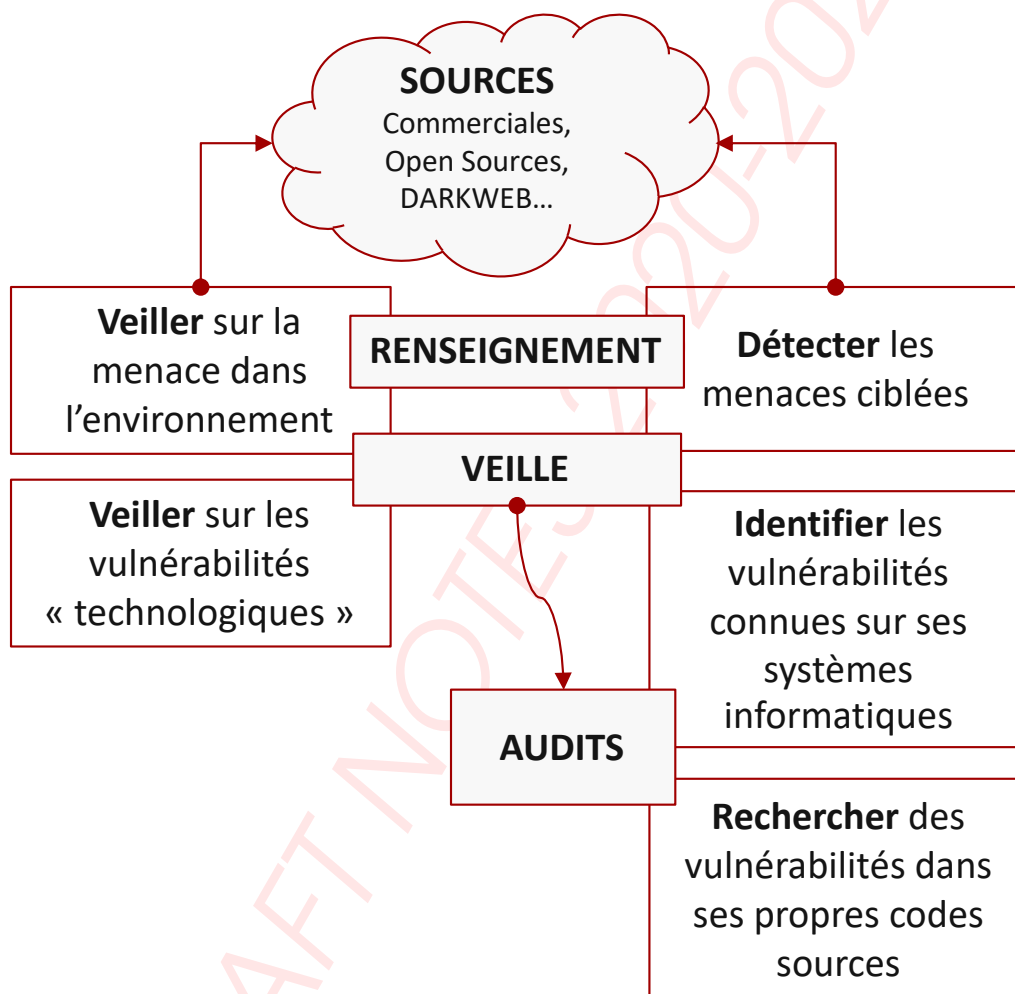 SOURCES
Commerciales,
Open Sources,
DARKWEB...
Veiller sur la
menace dans
l'environnement
RENSEIGNEMENT
Détecter les
menaces ciblées
VEILLE
Veiller sur les
vulnérabilités
« technologiques »
Identifier les
vulnérabilités
connues sur ses
systèmes
informatiques
AUDITS
Rechercher des
vulnérabilités dans
ses propres codes
sources